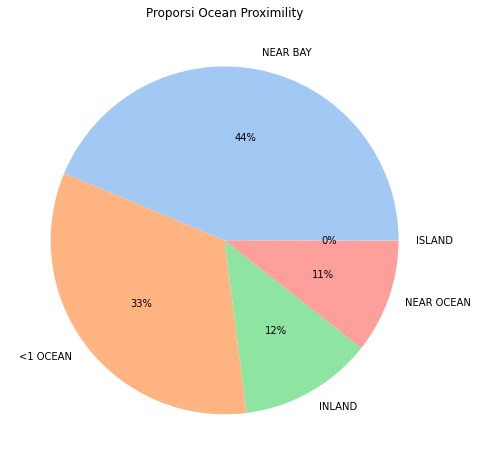 Proporsi Ocean Proximility
NEAR BAY
44%
0%
ISLAND
11%
NEAR OCEAN
33%
12%
<1 OCEAN
INLAND